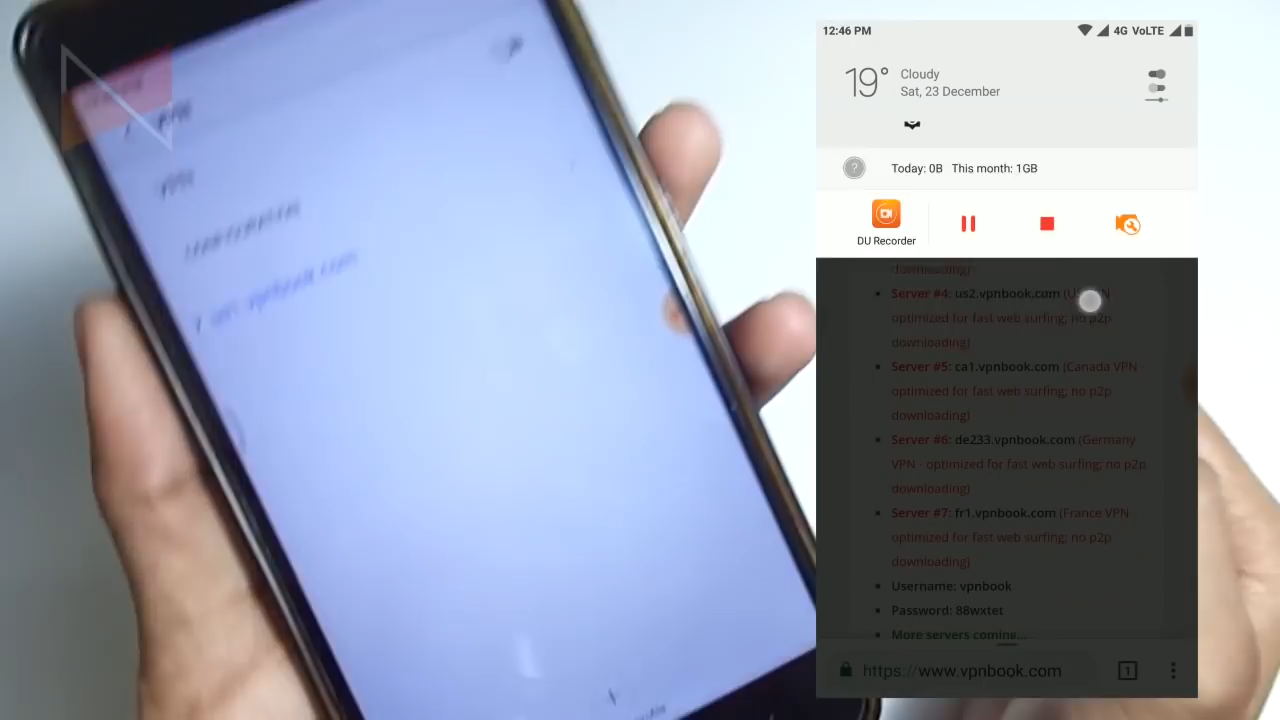 VPN
12:46 PM
4G VoLTE
19°
Cloudy
Sat, 23 December
?
Today: 0B This month: 1GB
DU Recorder
downloading)
Server #4: us2.vpnbook.com (US VPN
optimized for fast web surfing; no p2p
downloading)
Server #5: ca1.vpnbook.com (Canada VPN -
optimized for fast web surfing; no p2p
downloading)
Server #6: de233.vpnbook.com (Germany
VPN - optimized for fast web surfing; no p2p
downloading)
Server #7: fr1.vpnbook.com (France VPN
optimized for fast web surfing; no p2p
downloading)
Username: vpnbook
Password: 88wxtet
More servers coming...
https://www.vpnbook.com
1